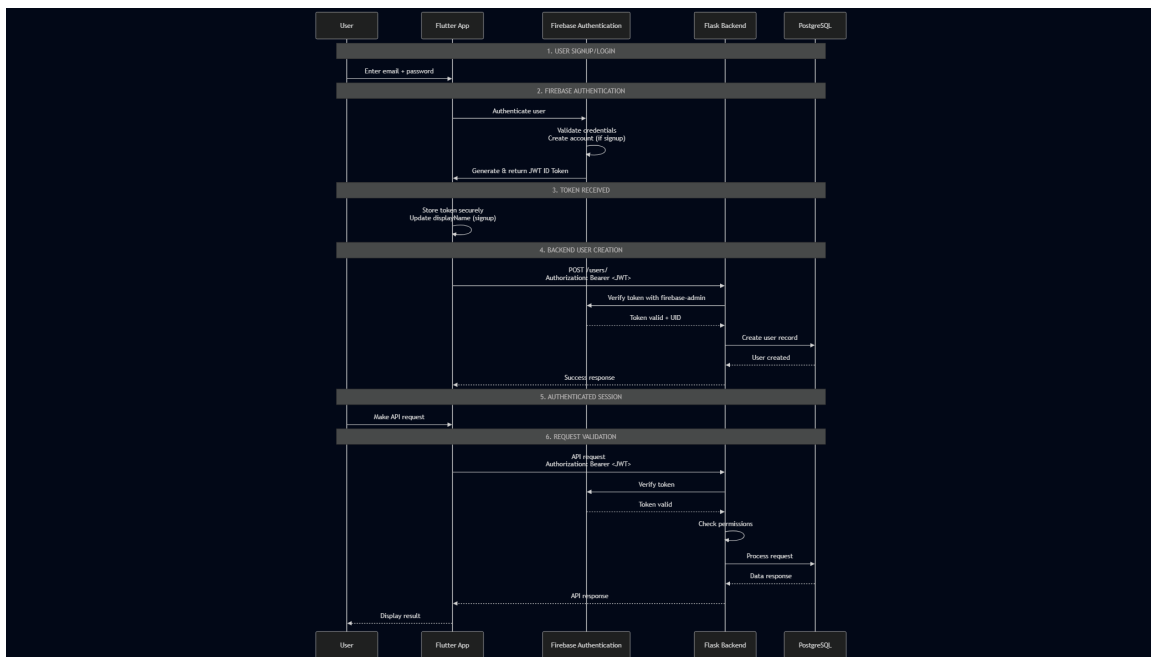 User
Flutter App
Firebase Authentication
Flask Backend
PostgreSQL
1. USER SIGNUP/LOGIN
Enter email + password
2. FIREBASE AUTHENTICATION
Authenticate user
Validate credentials
Create account (if signup)
Generate & return JWT ID Token
3. TOKEN RECEIVED
Store token securely
Update displayName (signup)
4. BACKEND USER CREATION
POST /users/
Authorization: Bearer <JWT>
Verify token with firebase-admin
Token valid + UID
Create user record
User created
Success response
5. AUTHENTICATED SESSION
Make API request
6. REQUEST VALIDATION
API request
Authorization: Bearer <JWT>
Verify token
Token valid
Check permissions
Process request
Data response
API response
Display result
User
Flutter App
Firebase Authentication
Flask Backend
PostgreSQL